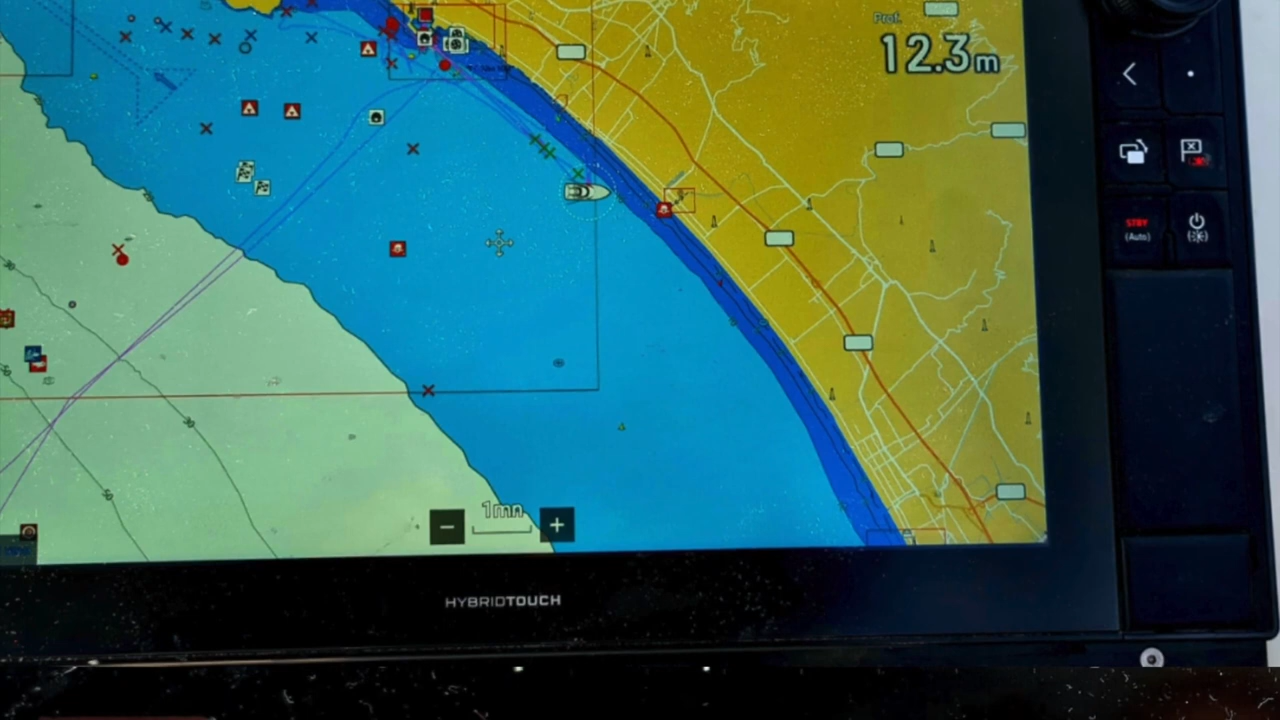 Prof.
12.3m
STBY
(Auto)
1mn
−
+
HYBRIDTOUCH